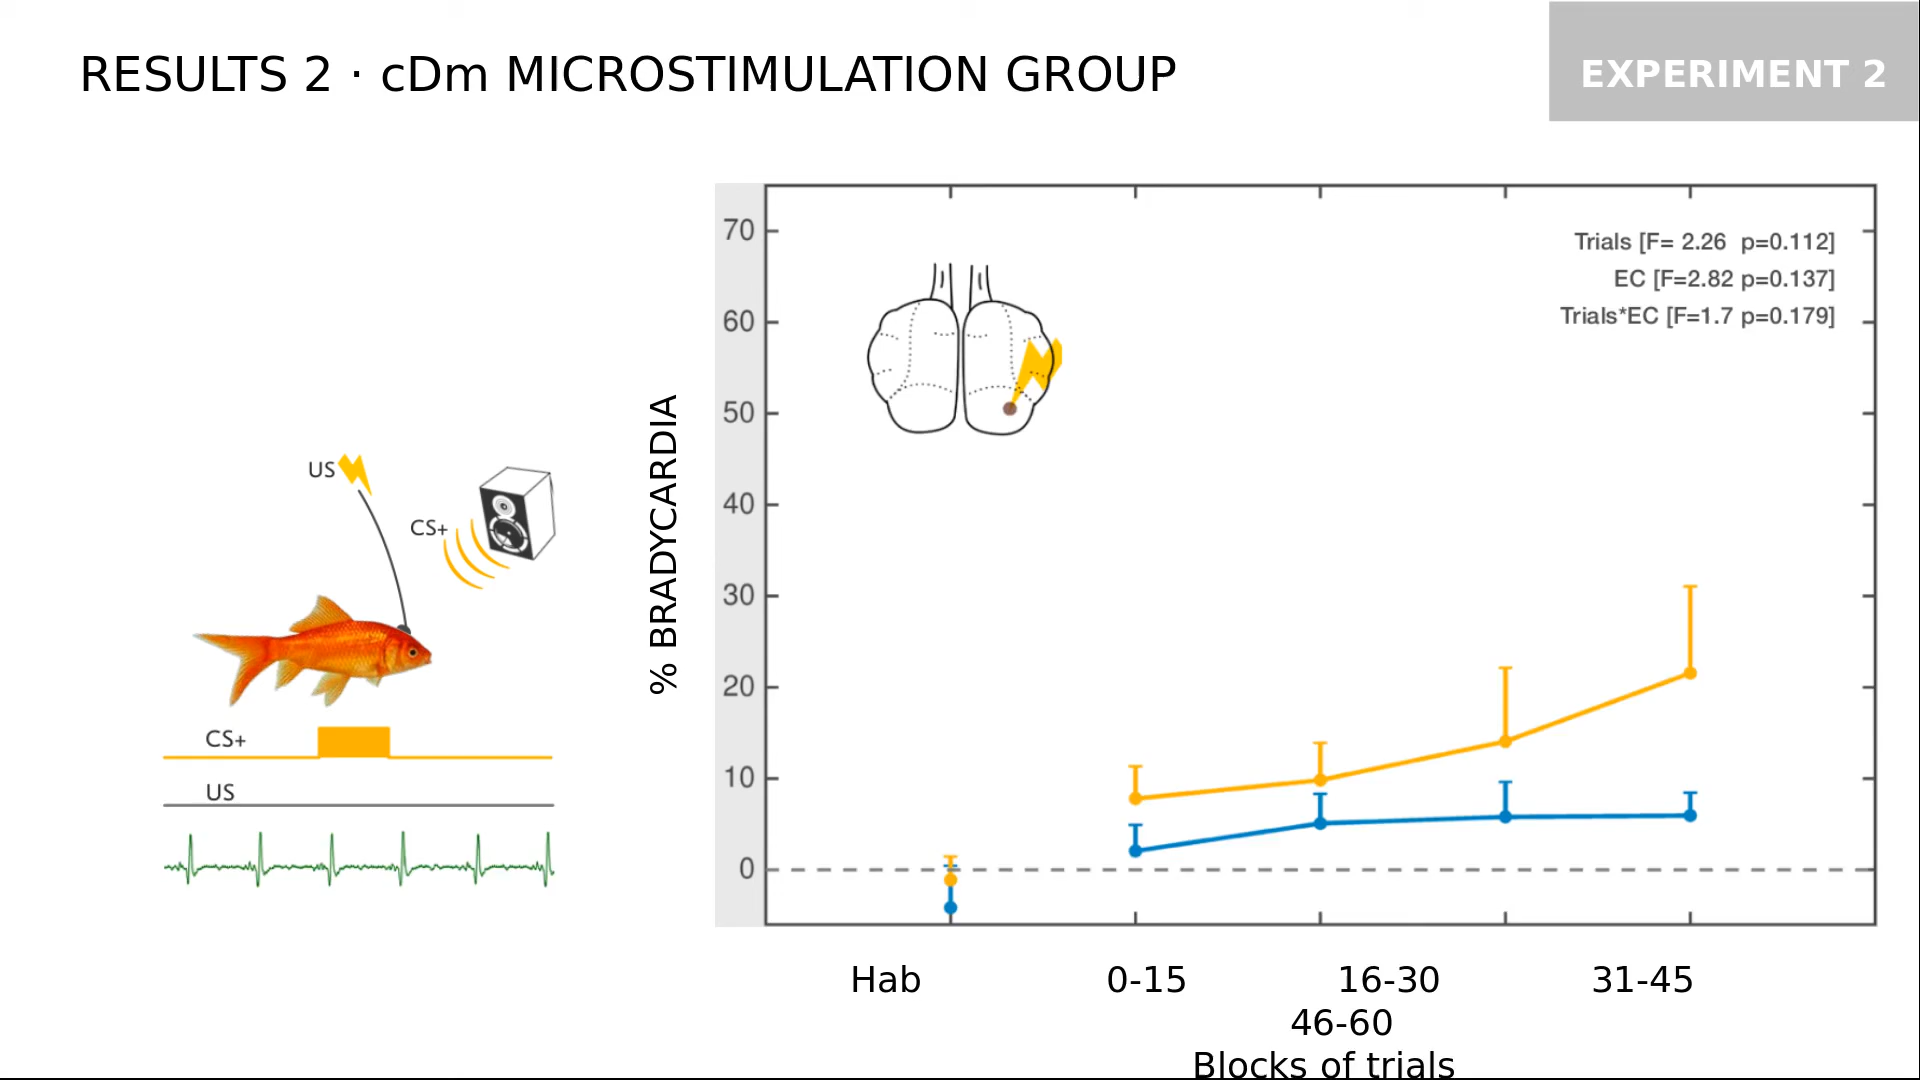 RESULTS 2 · cDm MICROSTIMULATION GROUP
EXPERIMENT 2
US
CS+
CS+
US
% BRADYCARDIA
70
60
50
40
30
20
10
0
Trials [F= 2.26 p=0.112]
EC [F=2.82 p=0.137]
Trials*EC [F=1.7 p=0.179]
Hab 0-15 16-30 31-45
46-60
Blocks of trials